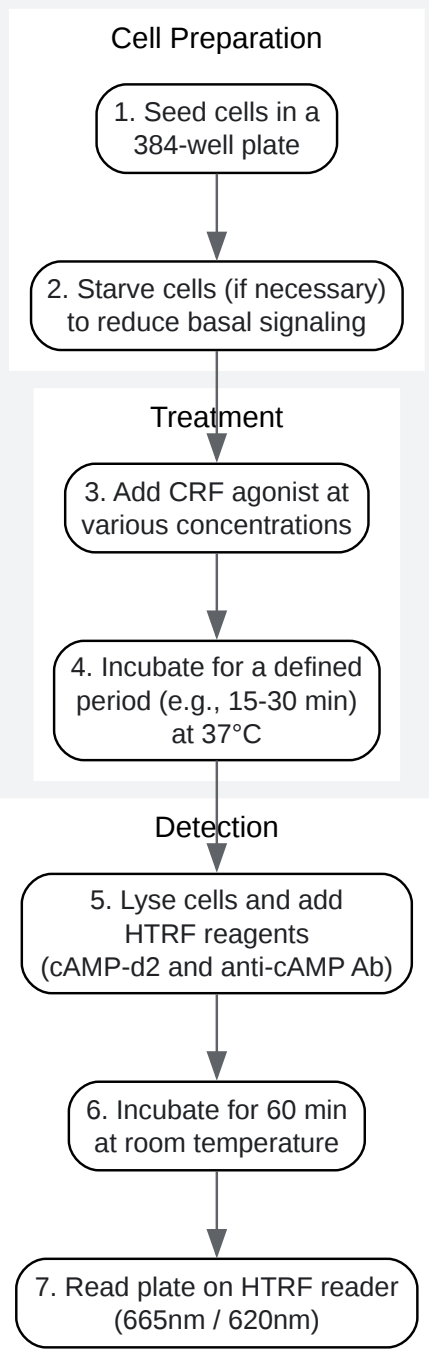 Cell Preparation
1. Seed cells in a
384-well plate
2. Starve cells (if necessary)
to reduce basal signaling
Treatment
3. Add CRF agonist at
various concentrations
4. Incubate for a defined
period (e.g., 15-30 min)
at 37°C
Detection
5. Lyse cells and add
HTRF reagents
(cAMP-d2 and anti-cAMP Ab)
6. Incubate for 60 min
at room temperature
7. Read plate on HTRF reader
(665nm / 620nm)